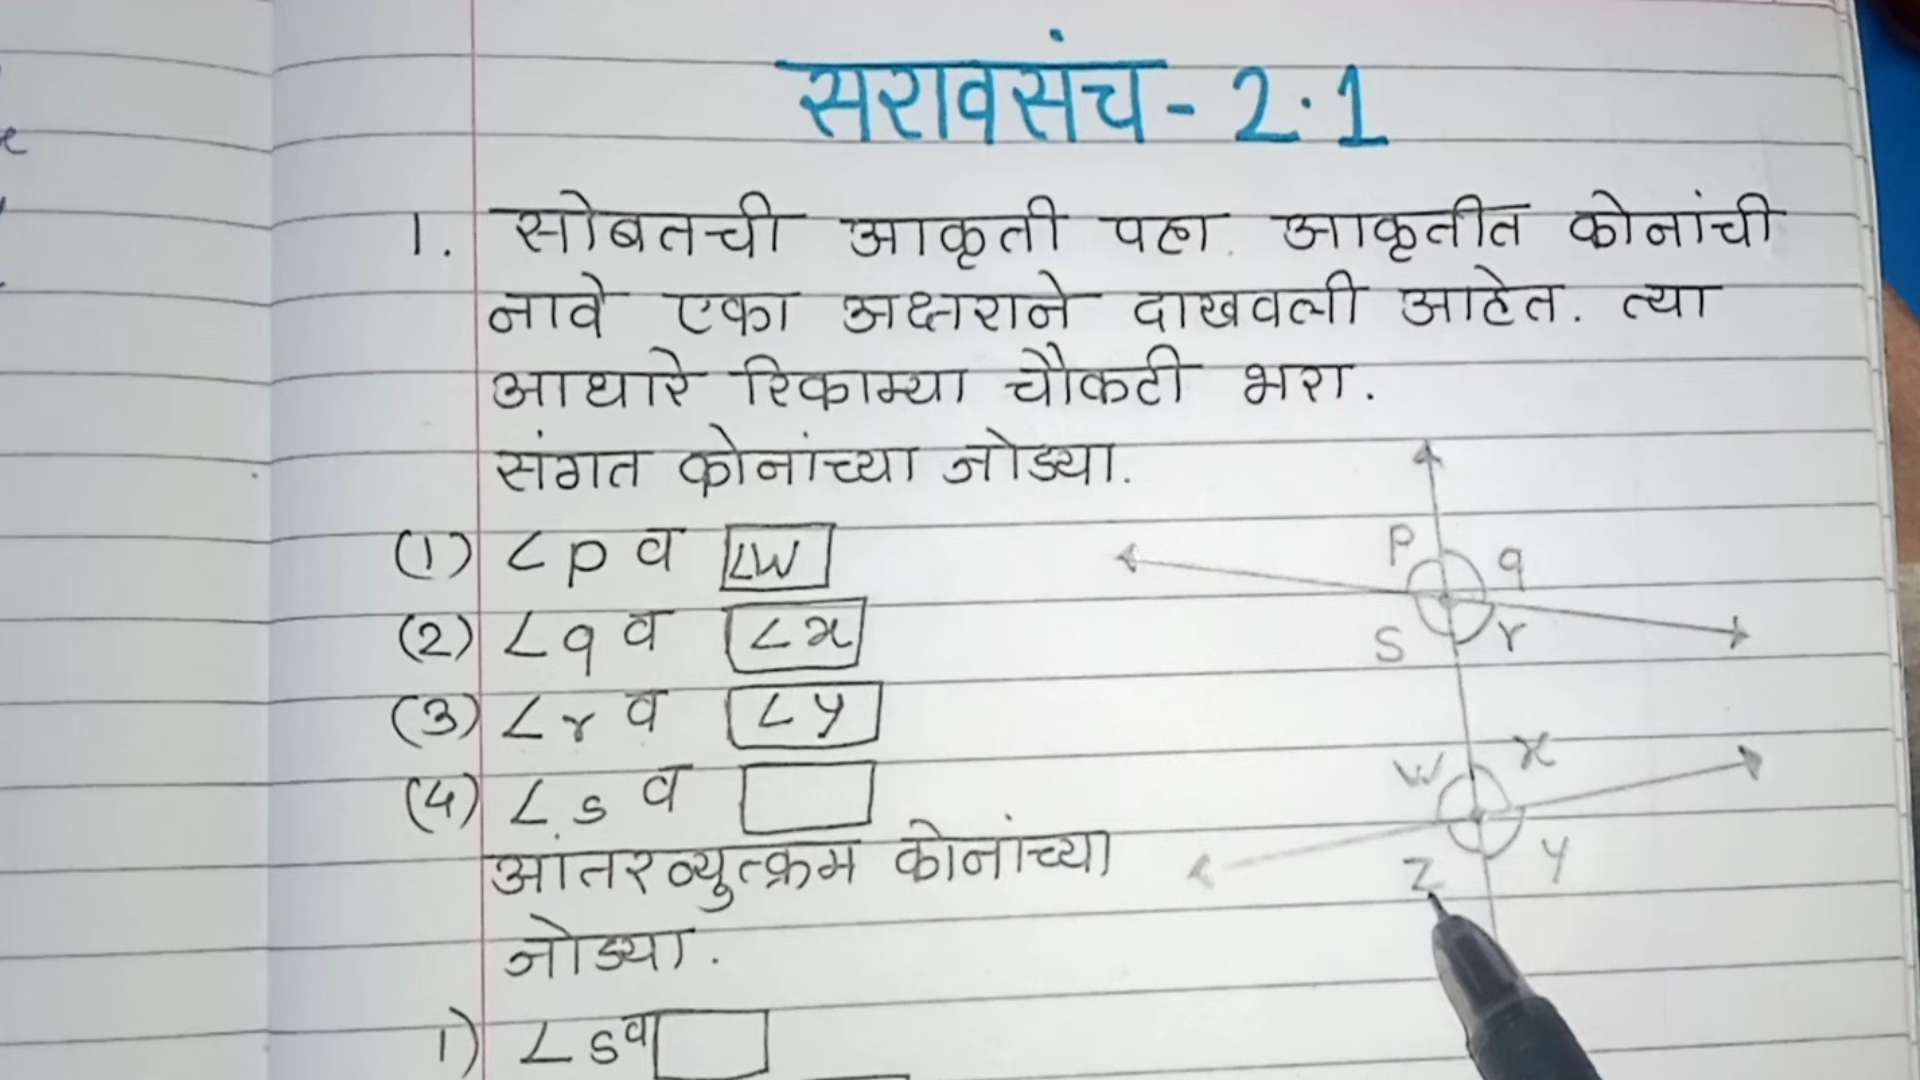 सरावसंच - 2.1
1. सोबतची आकृती पहा. आकृतीत कोनांची
नावे एका अक्षराने दाखवली आहेत. त्या
आधारे रिकाम्या चौकटी भरा.
संगत कोनांच्या जोड्या.
(1) ∠p व ∠w
(2) ∠q व ∠x
(3) ∠r व ∠y
(4) ∠s व
आंतरव्युत्क्रम कोनांच्या
जोड्या.
1) ∠s व
P q
S r
w x
z y